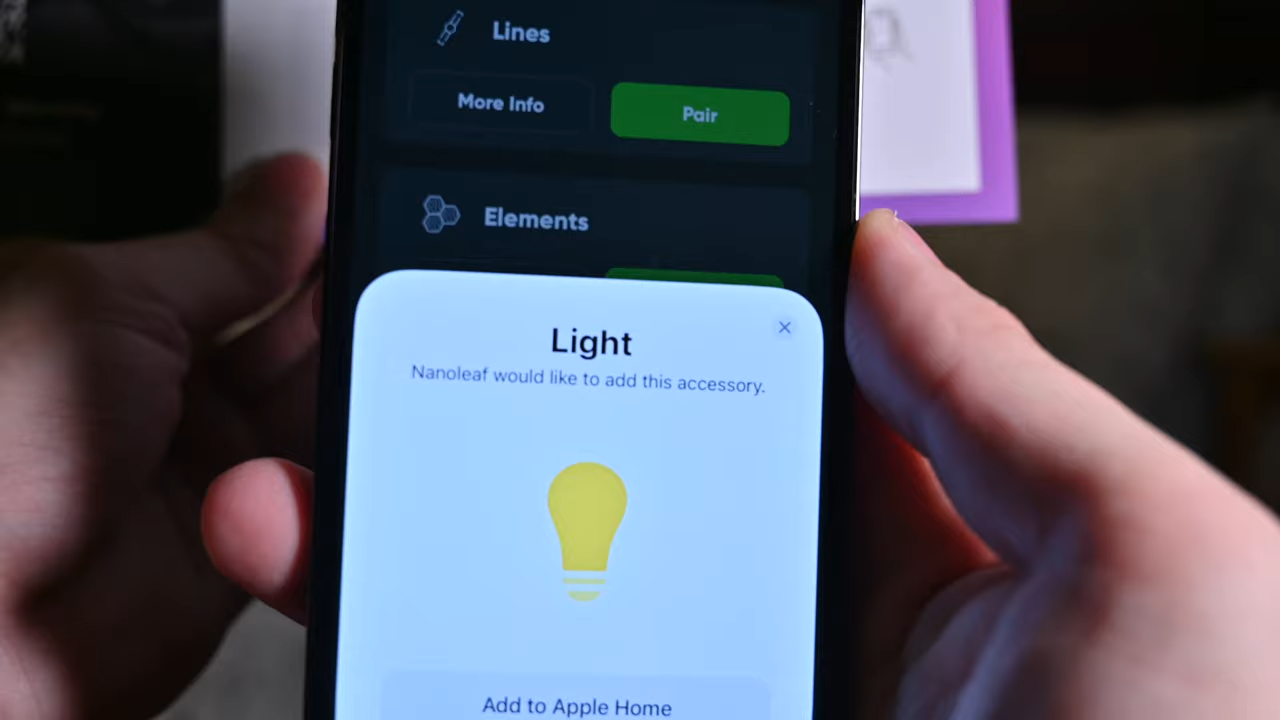 Lines
More Info
Pair
Elements
Light
Nanoleaf would like to add this accessory.
Add to Apple Home